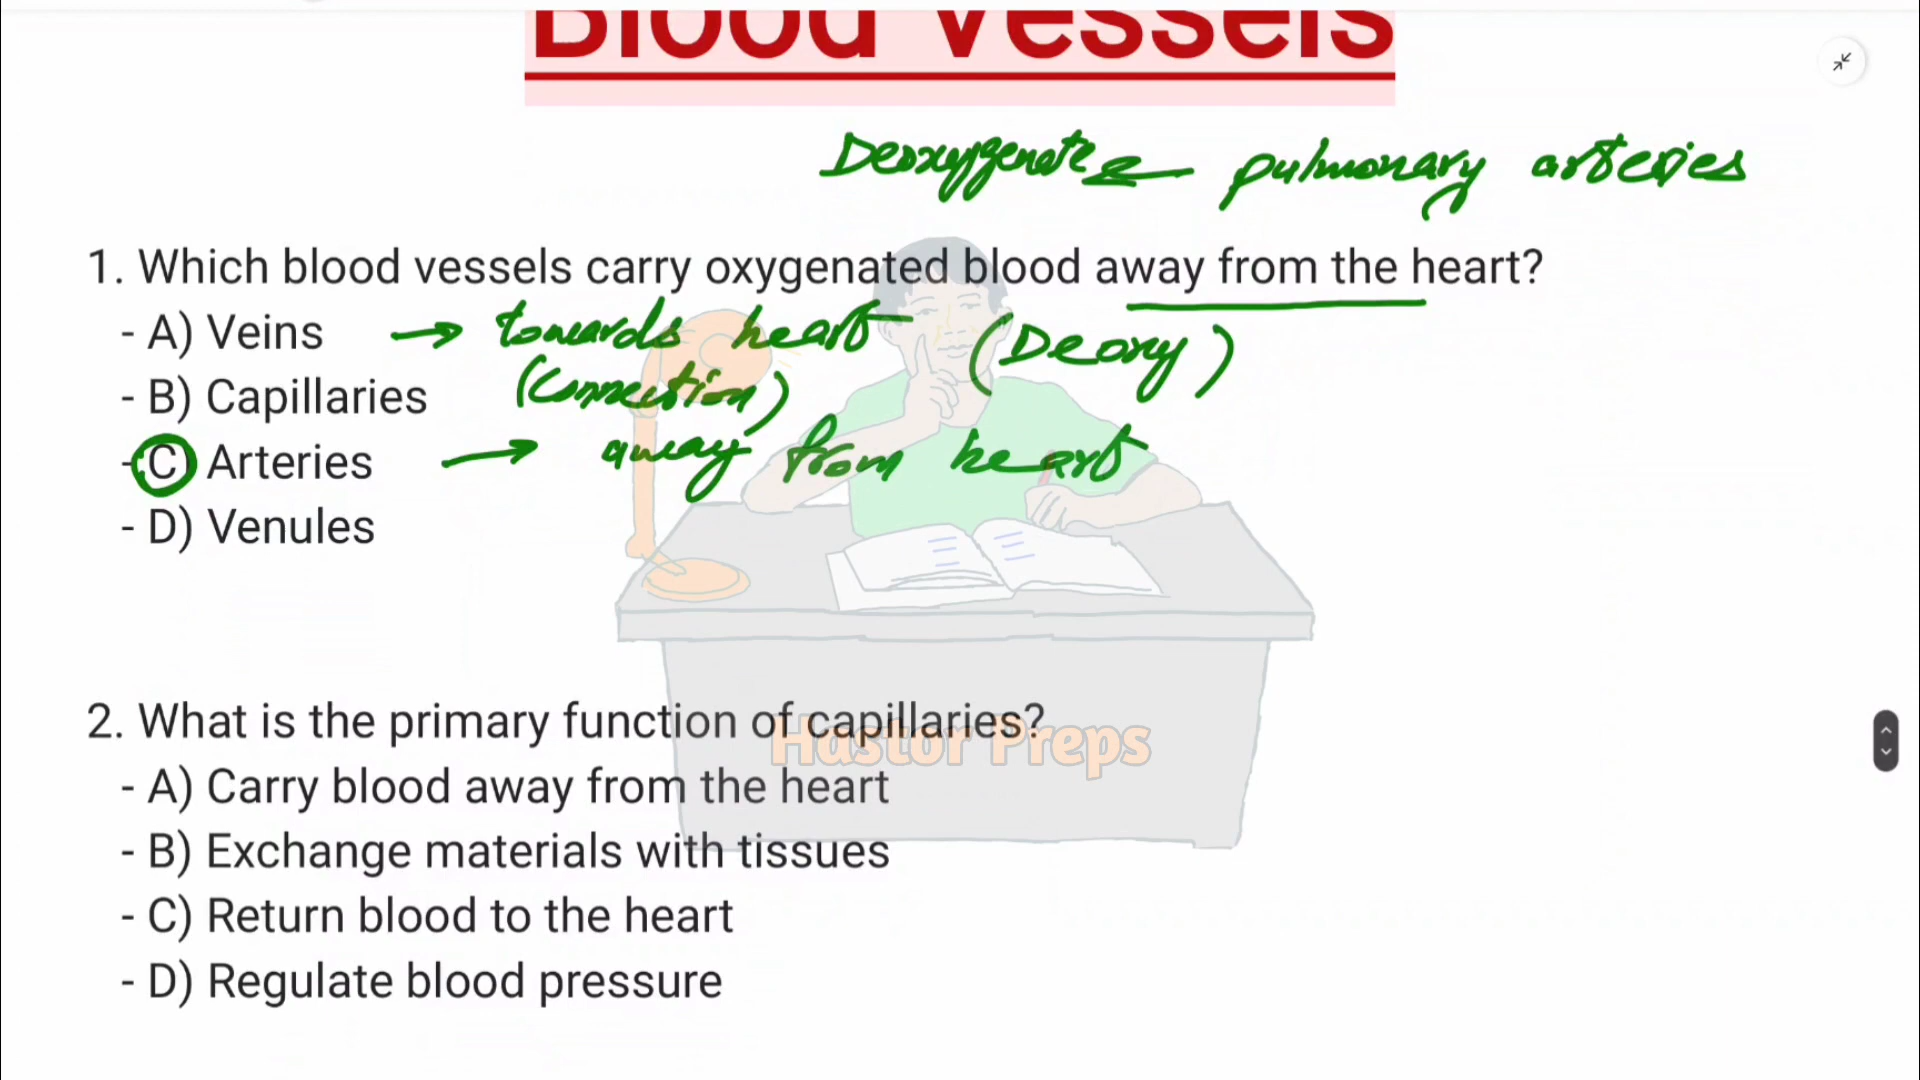 Blood Vessels
Deoxygenate ← pulmonary arteries
1. Which blood vessels carry oxygenated blood away from the heart?
- A) Veins → towards heart (Deoxy)
- B) Capillaries (Connection)
- C) Arteries → away from heart
- D) Venules
2. What is the primary function of capillaries?
Hastor Preps
- A) Carry blood away from the heart
- B) Exchange materials with tissues
- C) Return blood to the heart
- D) Regulate blood pressure